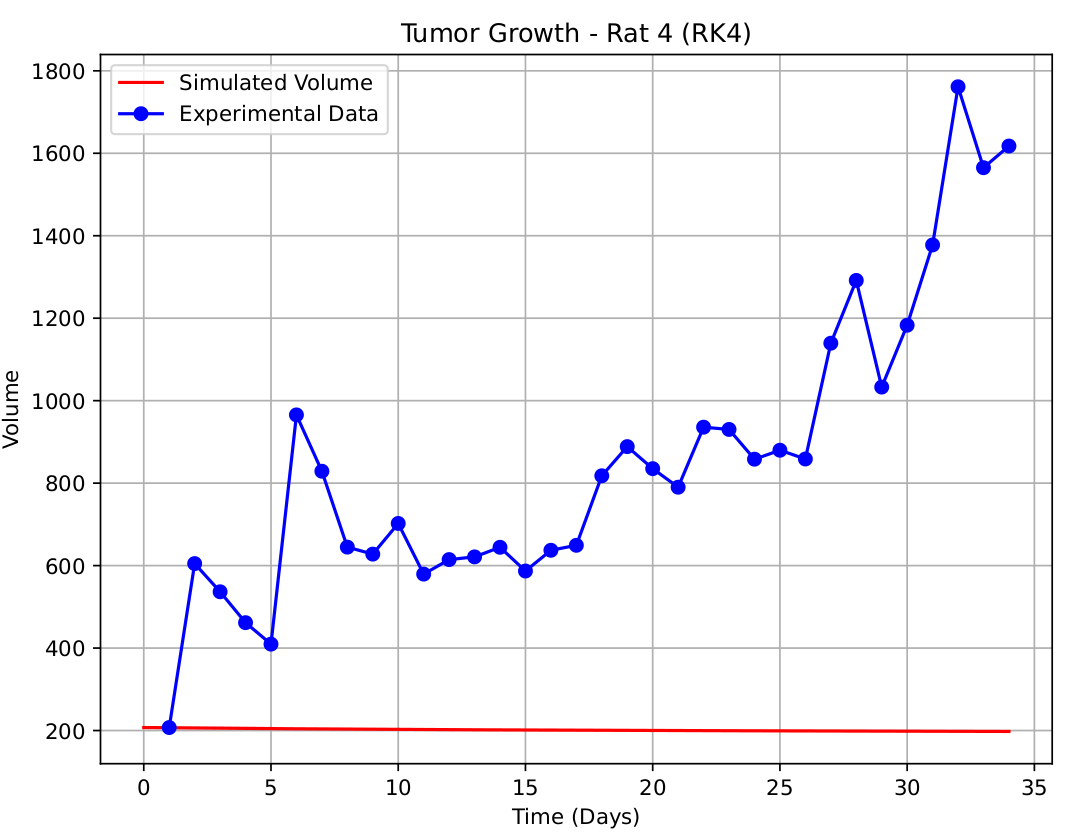 Tumor Growth - Rat 4 (RK4)
Simulated Volume
Experimental Data
1800
1600
1400
1200
1000
800
600
400
200
Volume
0 5 10 15 20 25 30 35
Time (Days)